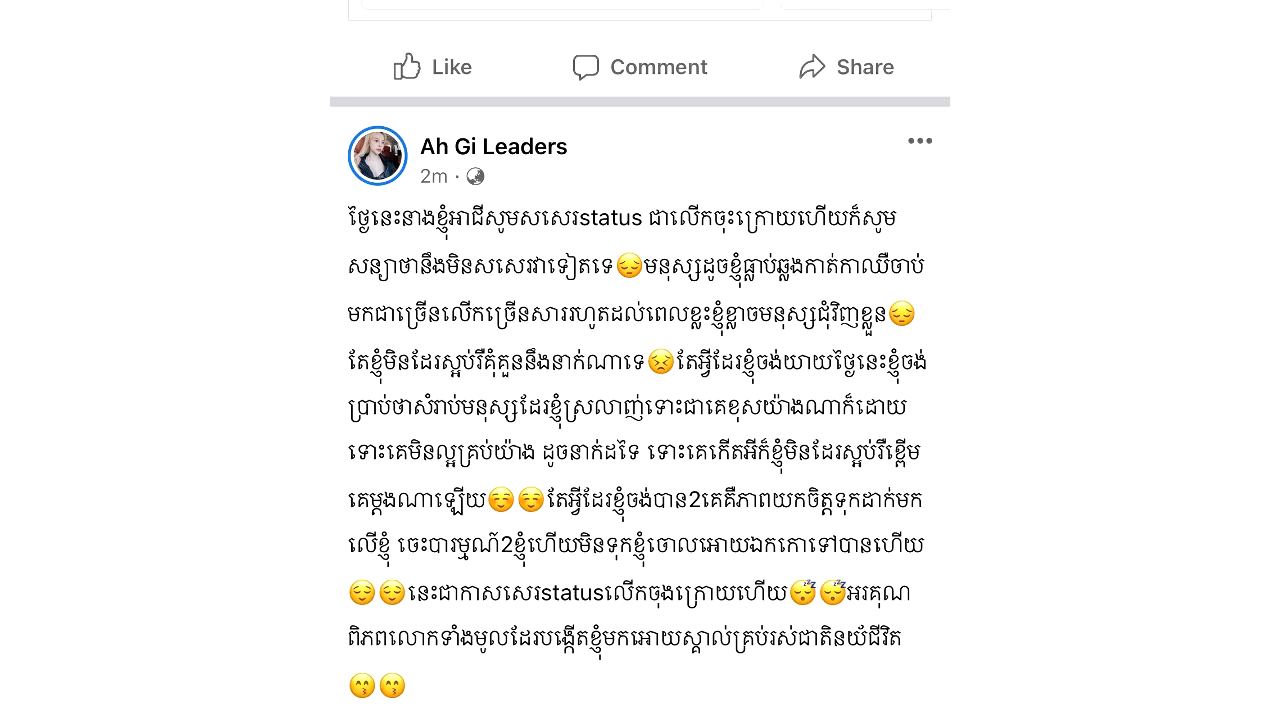 Like Comment Share
Ah Gi Leaders
2m ·
ថ្ងៃនេះនាងខ្ញុំអាជីសូមសសេរstatus ជាលើកចុះក្រោយហើយក៏សូម
សន្យាថានឹងមិនសសេរវាទៀតទេ😔មនុស្សដូចខ្ញុំធ្លាប់ឆ្លងកាត់កាឈឺចាប់
មកជាច្រើនលើកច្រើនសាររហូតដល់ពេលខ្លះខ្ញុំខ្លាចមនុស្សជុំវិញខ្លួន😔
តែខ្ញុំមិនដែរស្អប់រឺគុំគួននឹងនាក់ណាទេ😣តែអ្វីដែរខ្ញុំចង់យាយថ្ងៃនេះខ្ញុំចង់
ប្រាប់ថាសំរាប់មនុស្សដែរខ្ញុំស្រលាញ់ទោះជាគេខុសយ៉ាងណាក៏ដោយ
ទោះគេមិនល្អគ្រប់យ៉ាង ដូចនាក់ដទៃ ទោះគេកើតអីក៏ខ្ញុំមិនដែរស្អប់រឺខ្ពើម
គេម្តងណាឡើយ☺️☺️តែអ្វីដែរខ្ញុំចង់បាន2គេគឺភាពយកចិត្តទុកដាក់មក
លើខ្ញុំ ចេះបារម្មណ៍2ខ្ញុំហើយមិនទុកខ្ញុំចោលអោយឯកកោទៅបានហើយ
😌😌នេះជាកាសសេរstatusលើកចុងក្រោយហើយ😴😴អរគុណ
ពិភពលោកទាំងមូលដែរបង្កើតខ្ញុំមកអោយស្គាល់គ្រប់រស់ជាតិនយ័ជីវិត
😙😙